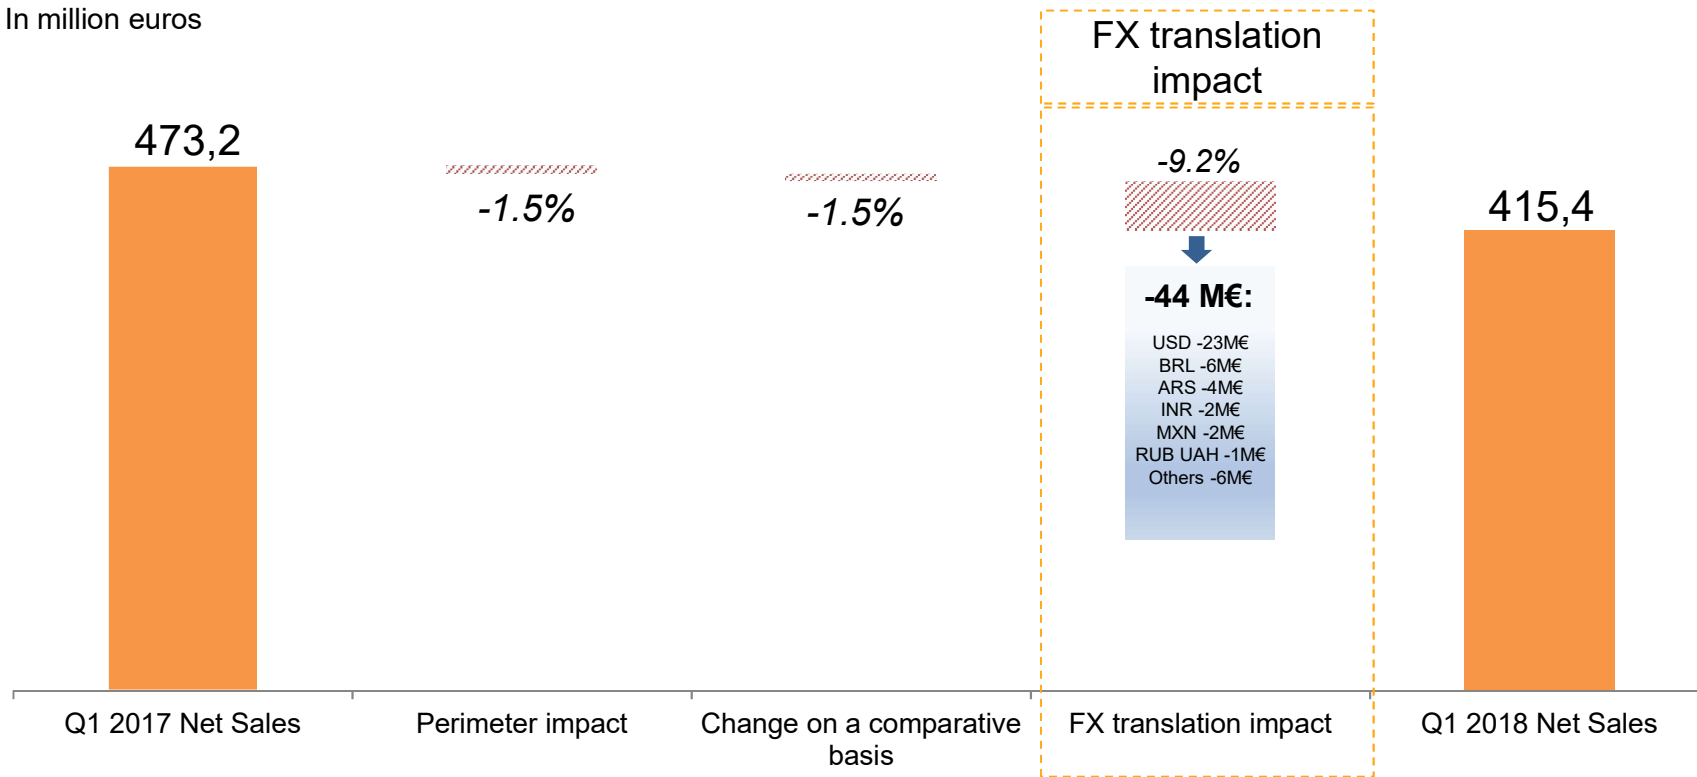 In million euros
FX translation
impact
473,2
-1.5%
-1.5%
-9.2%
415,4
-44 M€:
USD -23M€
BRL -6M€
ARS -4M€
INR -2M€
MXN -2M€
RUB UAH -1M€
Others -6M€
Q1 2017 Net Sales
Perimeter impact
Change on a comparative
basis
FX translation impact
Q1 2018 Net Sales